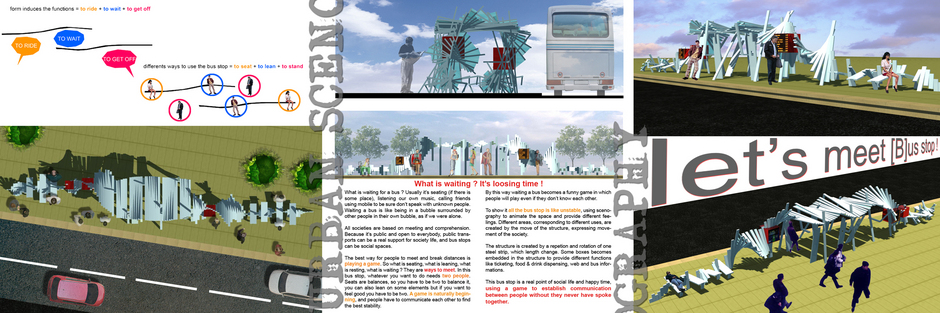 form induces the functions = to ride + to wait + to get off
TO RIDE
TO WAIT
TO GET OFF
differents ways to use the bus stop = to seat + to lean + to stand
URBAN SCENOGRAPHY
What is waiting ? It's loosing time !
What is waiting for a bus ? Usually it's seating (if there is
some place), listening our own music, calling friends
using mobile to be sure don't speak with unknown people.
Waiting a bus is like being in a bubble surrounded by
other people in their own bubble, as if we were alone.
All societies are based on meeting and comprehension.
Because it's public and open to everybody, public trans-
ports can be a real support for society life, and bus stops
can be social spaces.
The best way for people to meet and break distances is
playing a game. So what is seating, what is leaning, what
is resting, what is waiting ? They are ways to meet. In this
bus stop, whatever you want to do needs two people.
Seats are balances, so you have to be two to balance it,
you can also lean on some elements but if you want to
feel good you have to be two. A game is naturally begin-
ning, and people have to communicate each other to find
the best stability.
By this way waiting a bus becomes a funny game in which
people will play even if they don't know each other.
To show it all the bus stop is like unstable, using sceno-
graphy to animate the space and provide different fee-
lings. Different areas, corresponding to different uses, are
created by the move of the structure, expressing move-
ment of the society.
The structure is created by a repetion and rotation of one
steel strip, which length change. Some boxes becomes
embedded in the structure to provide different functions
like ticketing, food & drink dispensing, web and bus infor-
mations.
This bus stop is a real point of social life and happy time,
using a game to establish communication
between people without they never have spoke
together.
let's meet [B]us stop !